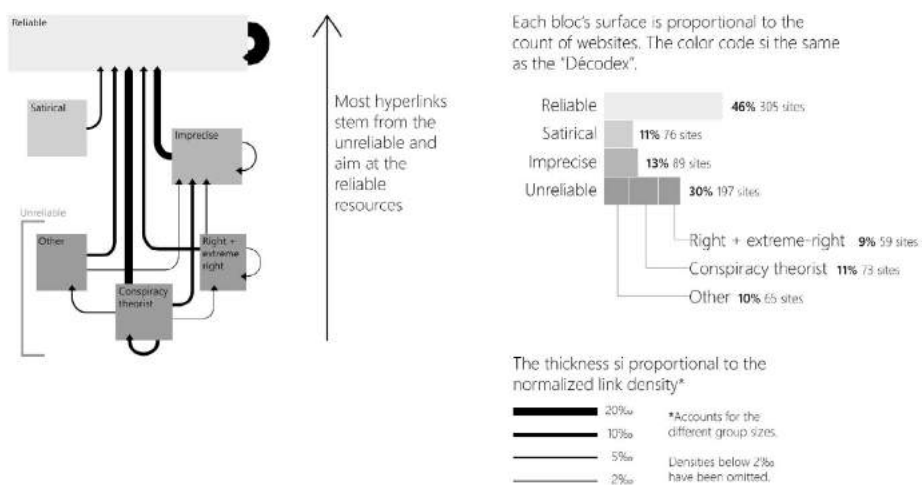 Reliable
Satirical
Imprecise
Unreliable
Other
Right +
extreme
right
Conspiracy
theorist
Most hyperlinks
stem from the
unreliable and
aim at the
reliable
resources
Each bloc's surface is proportional to the
count of websites. The color code si the same
as the "Décodex".
Reliable 46% 305 sites
Satirical 11% 76 sites
Imprecise 13% 89 sites
Unreliable 30% 197 sites
Right + extreme-right 9% 59 sites
Conspiracy theorist 11% 73 sites
Other 10% 65 sites
The thickness si proportional to the
normalized link density*
20‱
10‱
5‱
2‱
*Accounts for the
different group sizes.
Densities below 2‱
have been omitted.